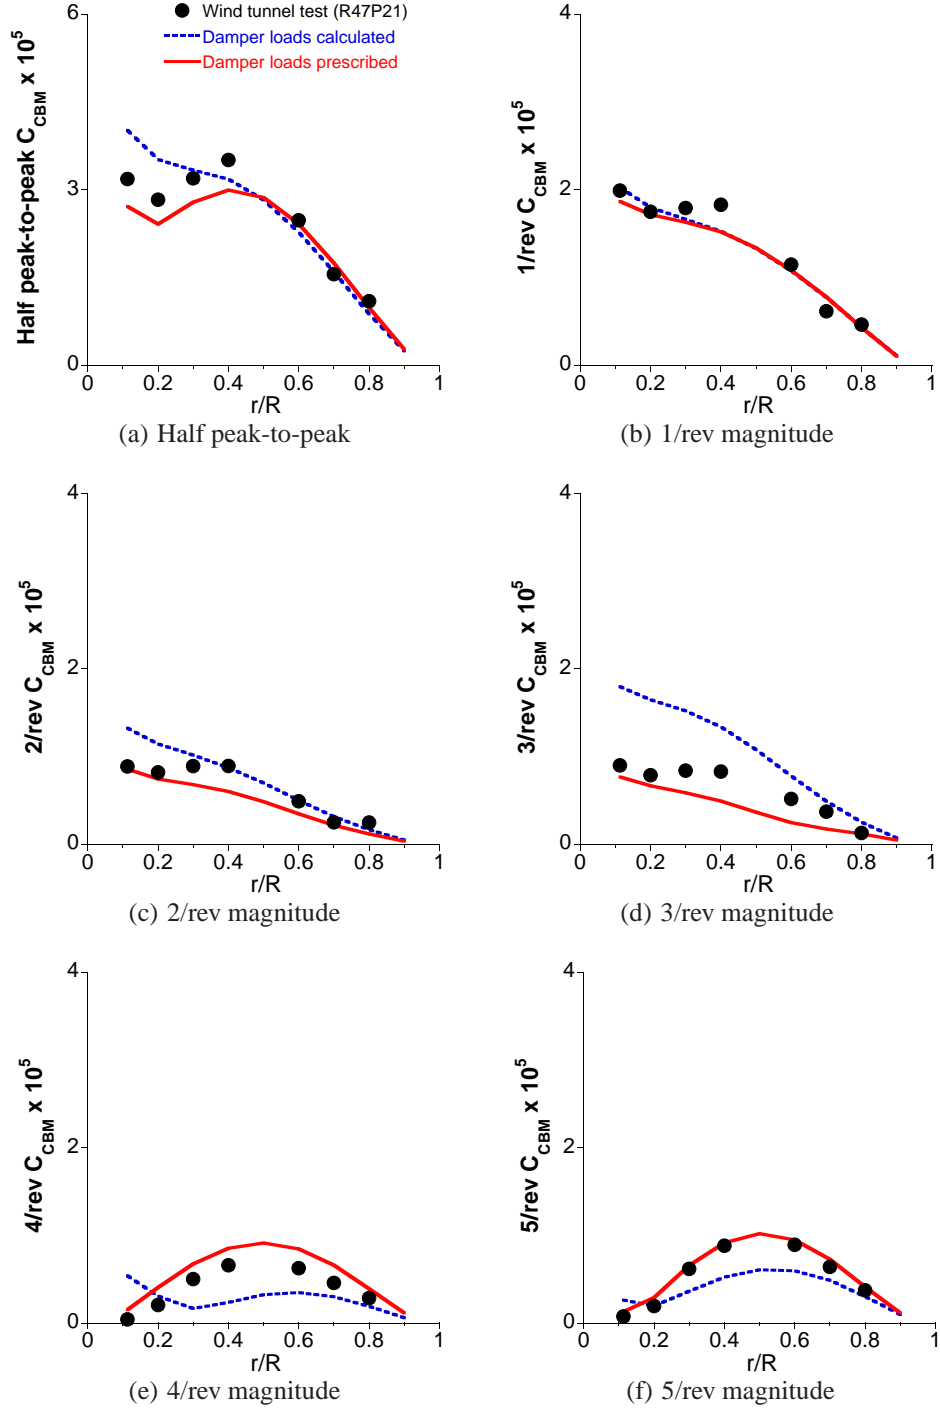 Wind tunnel test (R47P21)
Damper loads calculated
Damper loads prescribed
Half peak-to-peak C_CBM x 10^5
6
3
0
0 0.2 0.4 0.6 0.8 1
r/R
(a) Half peak-to-peak
1/rev C_CBM x 10^5
4
2
0
0 0.2 0.4 0.6 0.8 1
r/R
(b) 1/rev magnitude
2/rev C_CBM x 10^5
4
2
0
0 0.2 0.4 0.6 0.8 1
r/R
(c) 2/rev magnitude
3/rev C_CBM x 10^5
4
2
0
0 0.2 0.4 0.6 0.8 1
r/R
(d) 3/rev magnitude
4/rev C_CBM x 10^5
4
2
0
0 0.2 0.4 0.6 0.8 1
r/R
(e) 4/rev magnitude
5/rev C_CBM x 10^5
4
2
0
0 0.2 0.4 0.6 0.8 1
r/R
(f) 5/rev magnitude